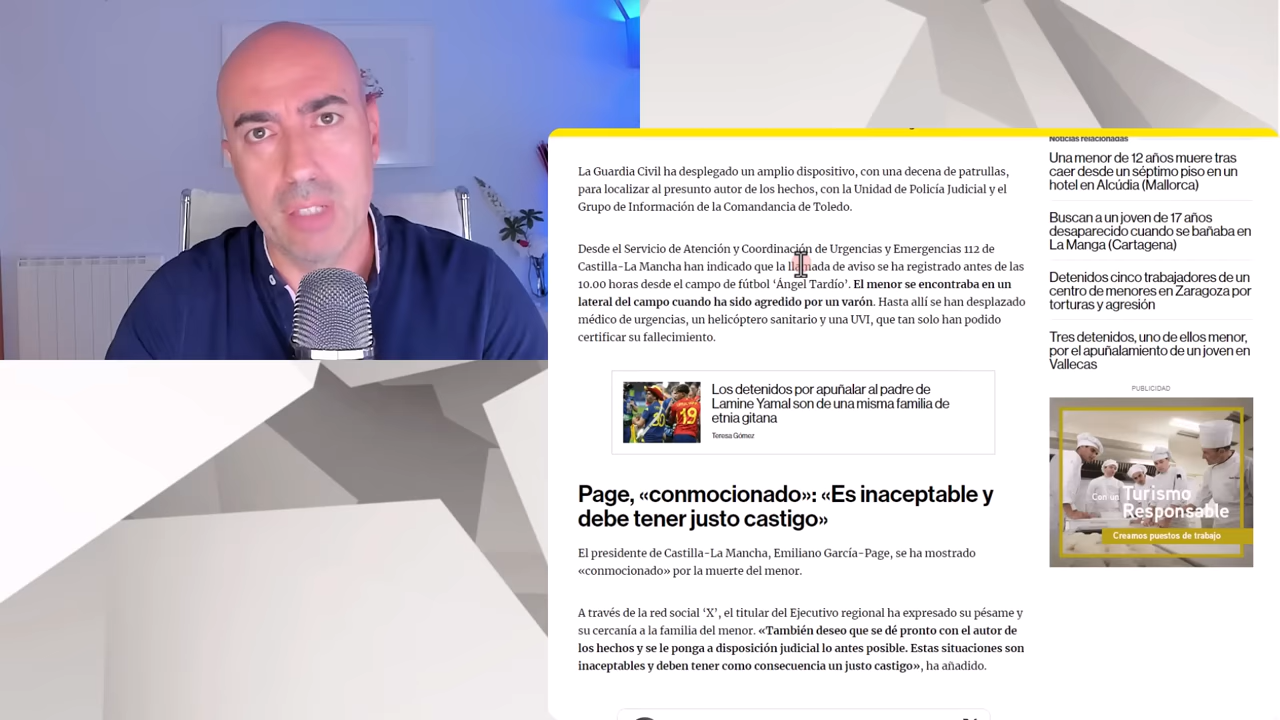 La Guardia Civil ha desplegado un amplio dispositivo, con una decena de patrullas,
para localizar al presunto autor de los hechos, con la Unidad de Policía Judicial y el
Grupo de Información de la Comandancia de Toledo.
Desde el Servicio de Atención y Coordinación de Urgencias y Emergencias 112 de
Castilla-La Mancha han indicado que la llamada de aviso se ha registrado antes de las
10.00 horas desde el campo de fútbol ‘Ángel Tardío’. El menor se encontraba en un
lateral del campo cuando ha sido agredido por un varón. Hasta allí se han desplazado
médico de urgencias, un helicóptero sanitario y una UVI, que tan solo han podido
certificar su fallecimiento.
Los detenidos por apuñalar al padre de
Lamine Yamal son de una misma familia de
etnia gitana
Teresa Gómez
Page, «conmocionado»: «Es inaceptable y
debe tener justo castigo»
El presidente de Castilla-La Mancha, Emiliano García-Page, se ha mostrado
«conmocionado» por la muerte del menor.
A través de la red social ‘X’, el titular del Ejecutivo regional ha expresado su pésame y
su cercanía a la familia del menor. «También deseo que se dé pronto con el autor de
los hechos y se le ponga a disposición judicial lo antes posible. Estas situaciones son
inaceptables y deben tener como consecuencia un justo castigo», ha añadido.
Noticias relacionadas
Una menor de 12 años muere tras
caer desde un séptimo piso en un
hotel en Alcúdia (Mallorca)
Buscan a un joven de 17 años
desaparecido cuando se bañaba en
La Manga (Cartagena)
Detenidos cinco trabajadores de un
centro de menores en Zaragoza por
torturas y agresión
Tres detenidos, uno de ellos menor,
por el apuñalamiento de un joven en
Vallecas
PUBLICIDAD
Con un Turismo
Responsable
Creamos puestos de trabajo